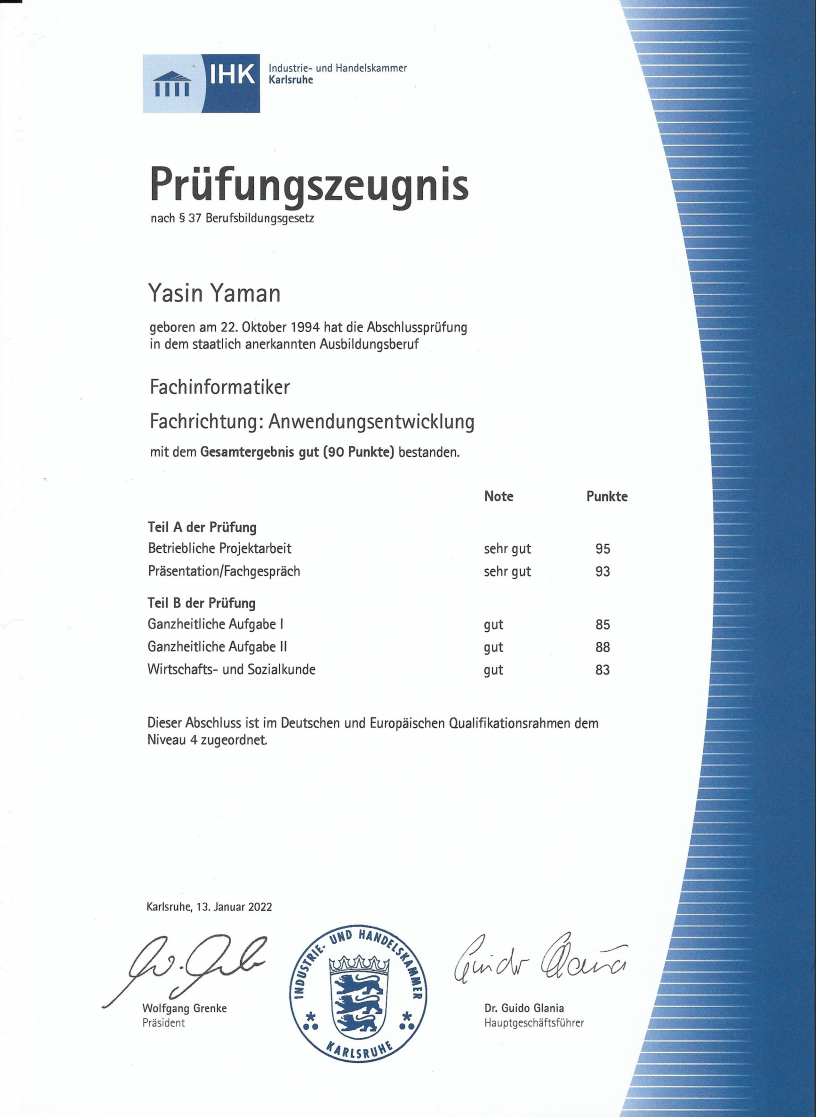 IHK
Industrie- und Handelskammer
Karlsruhe
Prüfungszeugnis
nach § 37 Berufsbildungsgesetz
Yasin Yaman
geboren am 22. Oktober 1994 hat die Abschlussprüfung
in dem staatlich anerkannten Ausbildungsberuf
Fachinformatiker
Fachrichtung: Anwendungsentwicklung
mit dem Gesamtergebnis gut (90 Punkte) bestanden.
Note Punkte
Teil A der Prüfung
Betriebliche Projektarbeit sehr gut 95
Präsentation/Fachgespräch sehr gut 93
Teil B der Prüfung
Ganzheitliche Aufgabe I gut 85
Ganzheitliche Aufgabe II gut 88
Wirtschafts- und Sozialkunde gut 83
Dieser Abschluss ist im Deutschen und Europäischen Qualifikationsrahmen dem
Niveau 4 zugeordnet.
Karlsruhe, 13. Januar 2022
INDUSTRIE- UND HANDELSKAMMER
KARLSRUHE
Guido Glania
Wolfgang Grenke
Präsident
Dr. Guido Glania
Hauptgeschäftsführer